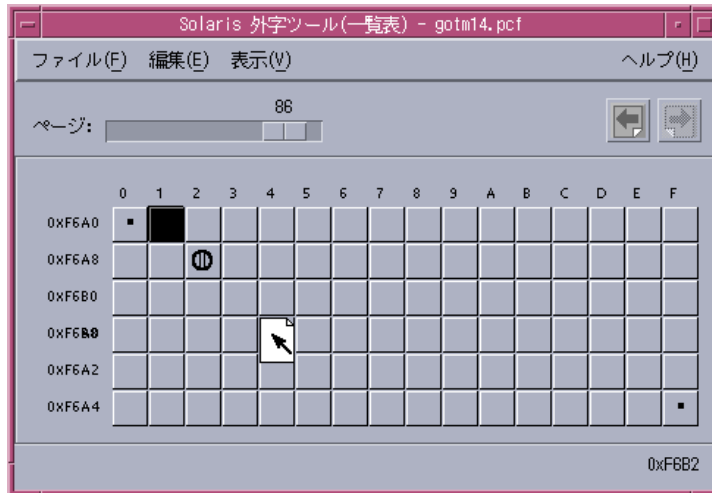 Solaris 外字ツール(一覧表) - gotm14.pcf
ファイル(F) 編集(E) 表示(V) ヘルプ(H)
86
ページ:
0 1 2 3 4 5 6 7 8 9 A B C D E F
0xF6A0
0xF6A8
0xF6B0
0xF6
0xF6A2
0xF6A4
0xF6B2